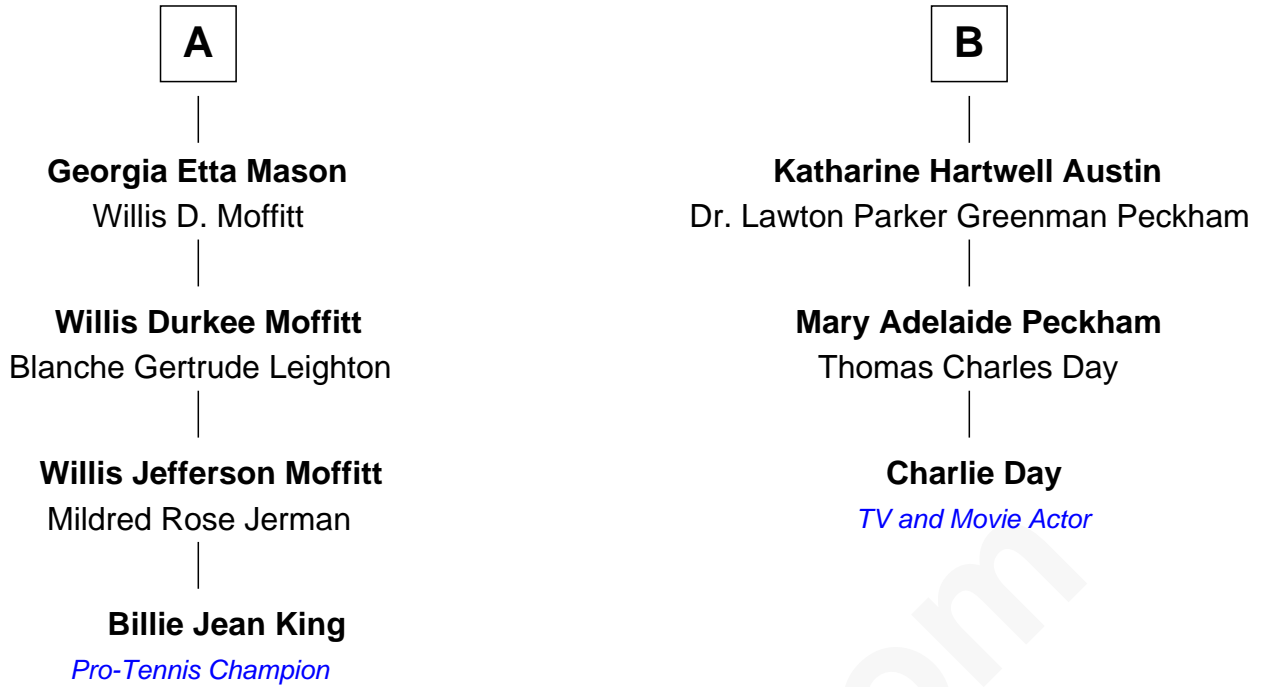 A
Georgia Etta Mason
Willis D. Moffitt
Willis Durkee Moffitt
Blanche Gertrude Leighton
Willis Jefferson Moffitt
Mildred Rose Jerman
Billie Jean King
Pro-Tennis Champion
B
Katharine Hartwell Austin
Dr. Lawton Parker Greenman Peckham
Mary Adelaide Peckham
Thomas Charles Day
Charlie Day
TV and Movie Actor
om